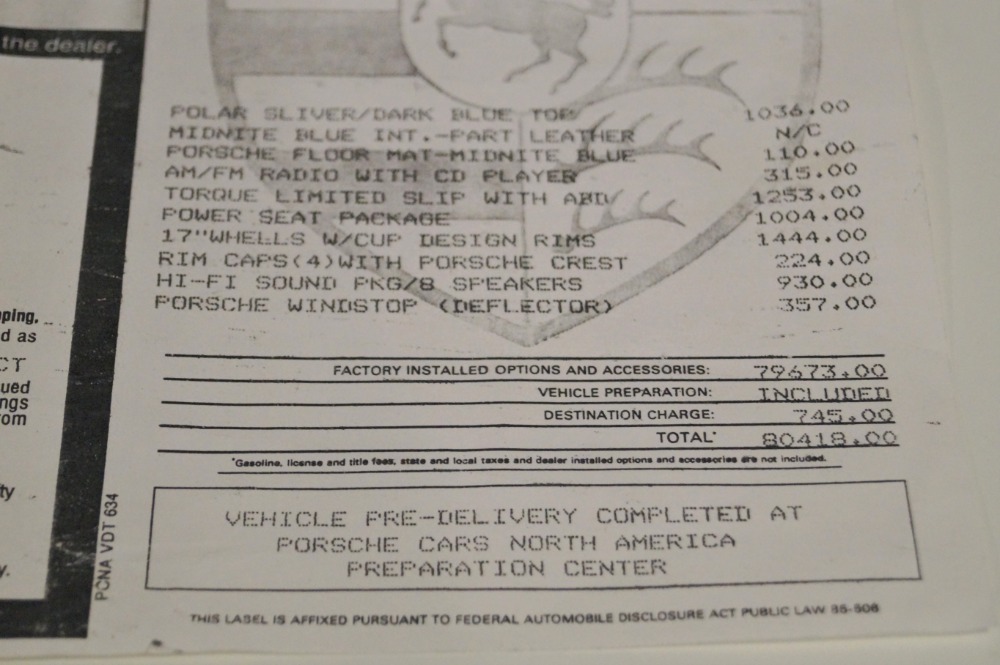 the dealer.
POLAR SLIVER/DARK BLUE TOP 1036.00
MIDNITE BLUE INT.-PART LEATHER N/C
PORSCHE FLOOR MAT-MIDNITE BLUE 110.00
AM/FM RADIO WITH CD PLAYER 315.00
TORQUE LIMITED SLIP WITH ABD 1253.00
POWER SEAT PACKAGE 1004.00
17"WHELLS W/CUP DESIGN RIMS 1444.00
RIM CAPS(4)WITH PORSCHE CREST 224.00
HI-FI SOUND PKG/8 SPEAKERS 930.00
PORSCHE WINDSTOP (DEFLECTOR) 357.00
pping.
d as
CT
ued
ngs
om
ty
y.
PCNA VDT 634
FACTORY INSTALLED OPTIONS AND ACCESSORIES: 79673.00
VEHICLE PREPARATION: INCLUDED
DESTINATION CHARGE: 745.00
TOTAL* 80418.00
*Gasoline, license and title fees, state and local taxes and dealer installed options and accessories are not included.
VEHICLE PRE-DELIVERY COMPLETED AT
PORSCHE CARS NORTH AMERICA
PREPARATION CENTER
THIS LABEL IS AFFIXED PURSUANT TO FEDERAL AUTOMOBILE DISCLOSURE ACT PUBLIC LAW 85-506